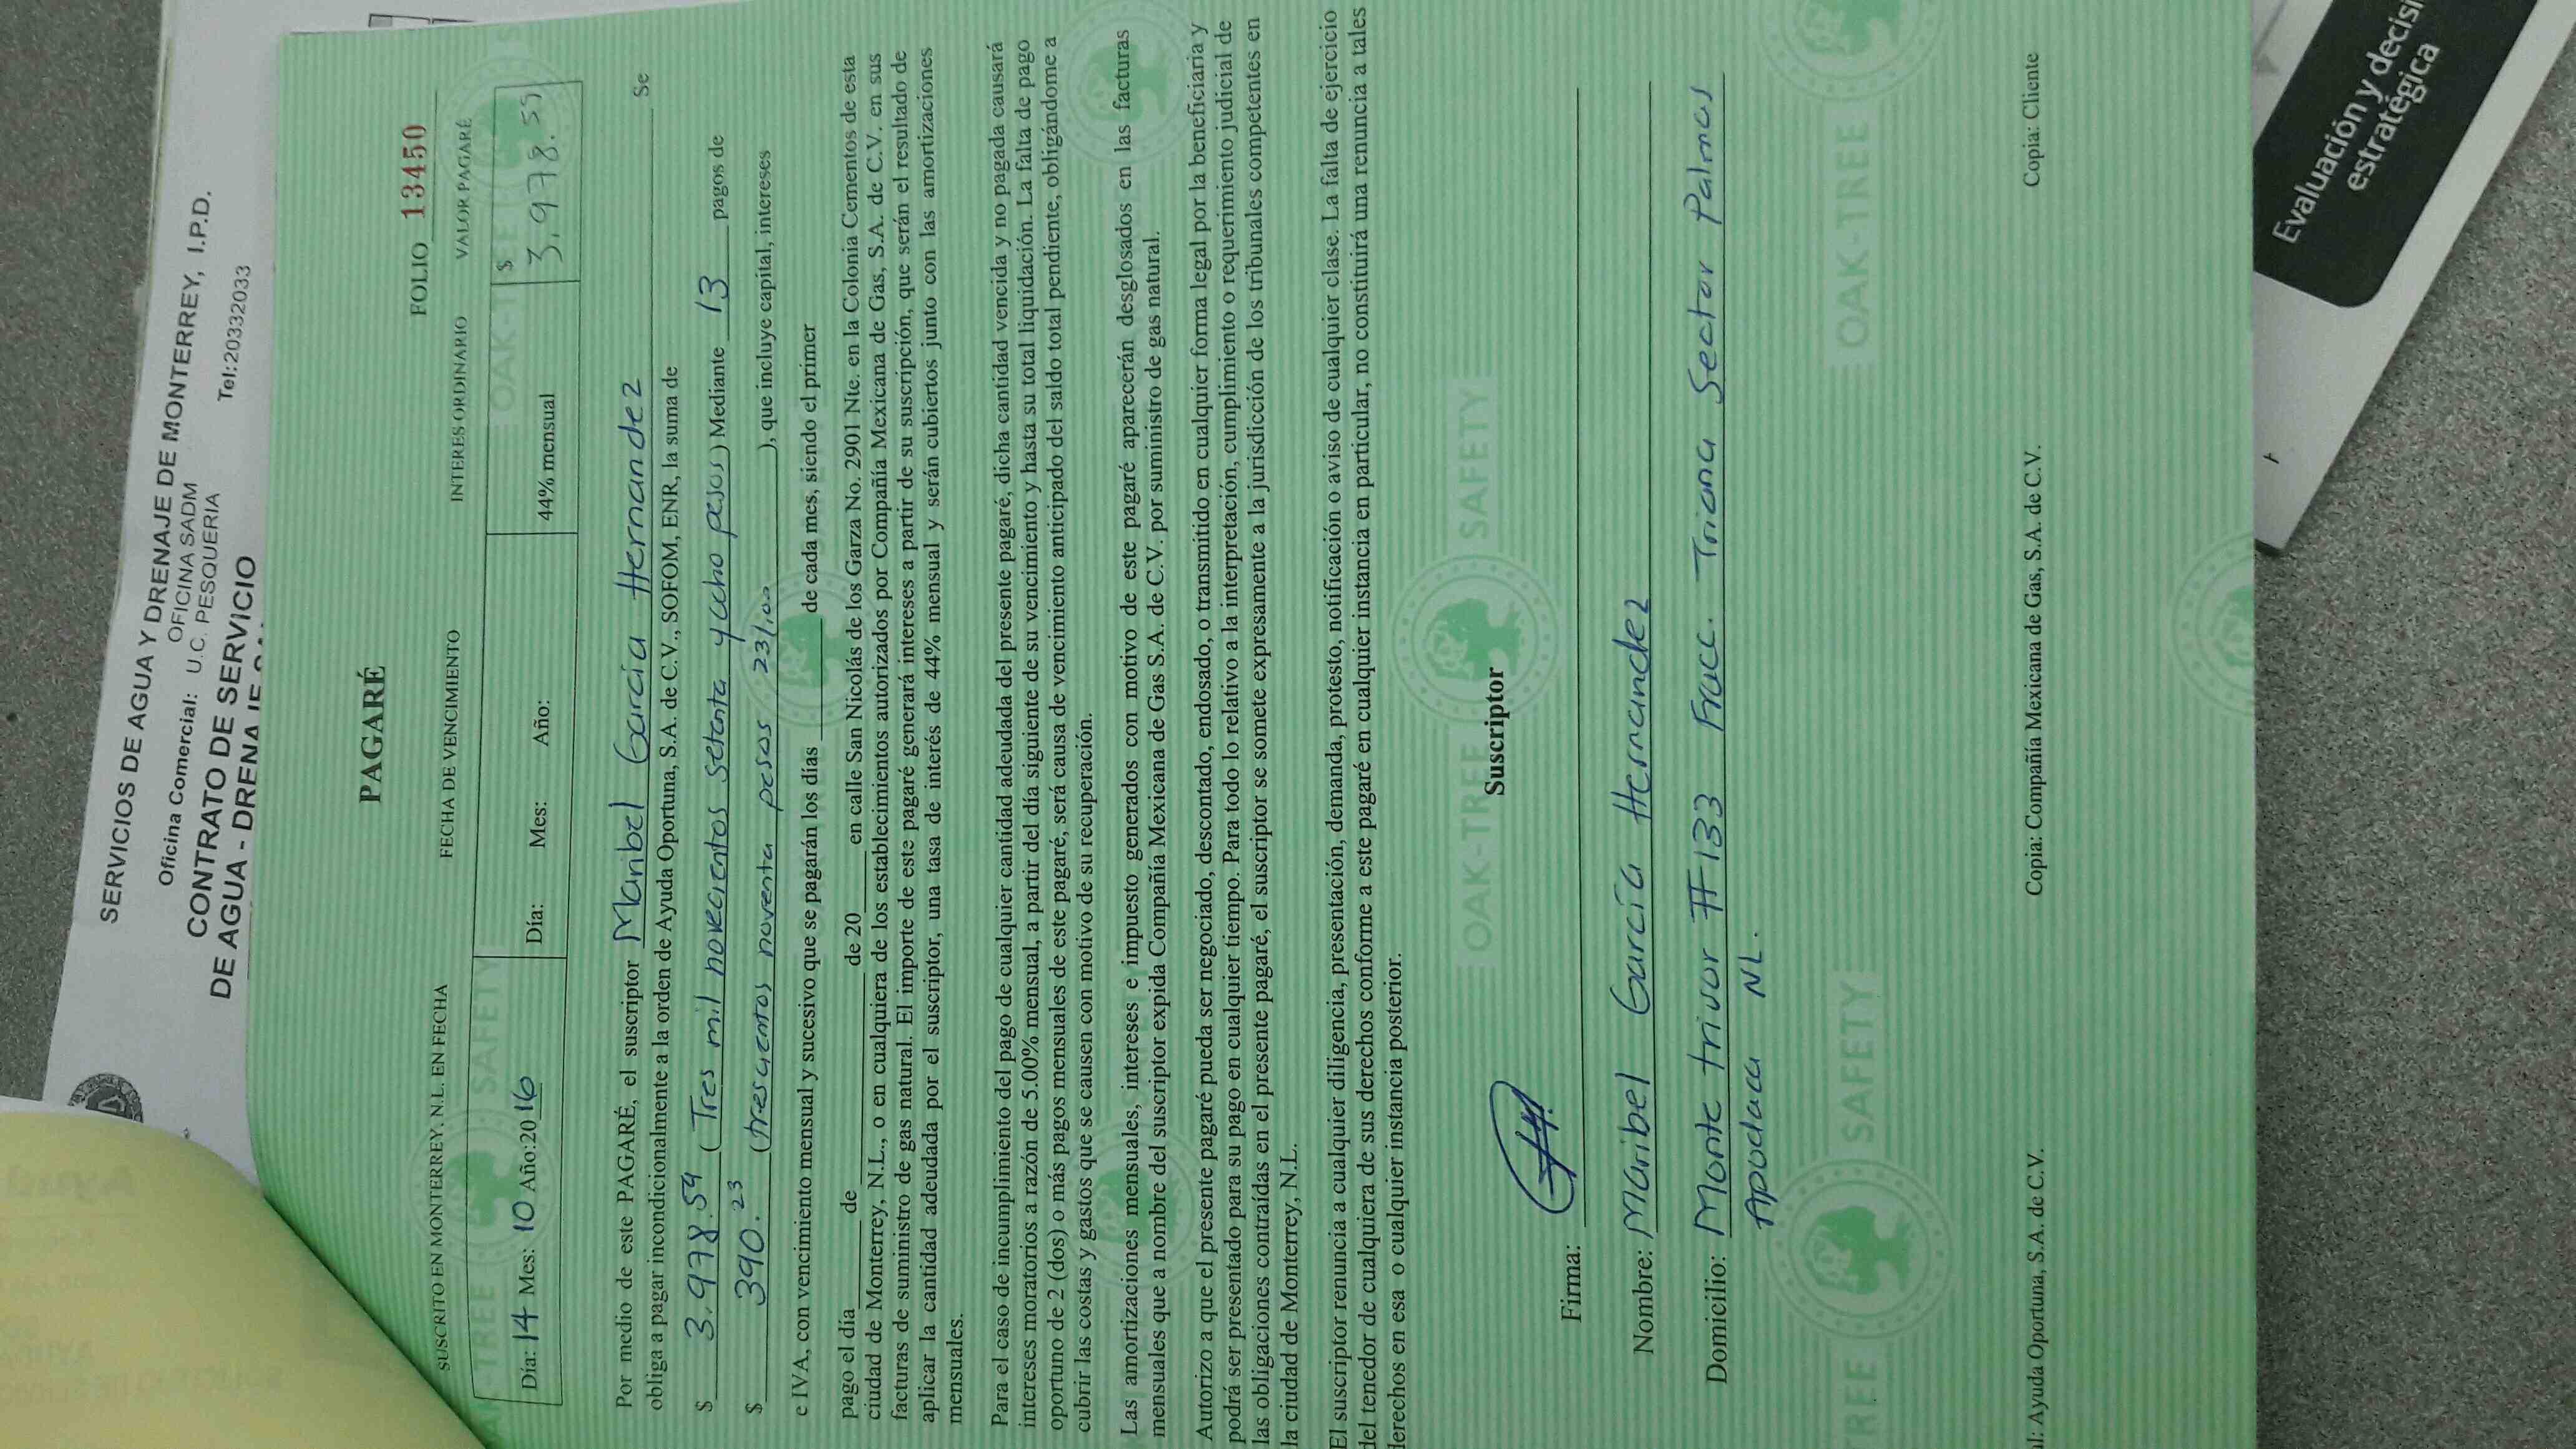 SERVICIOS DE AGUA Y DRENAJE DE MONTERREY, I.P.D.
OFICINA SADM
Oficina Comercial: U.C. PESQUERIA
Tel:20332033
CONTRATO DE SERVICIO
DE AGUA - DRENAJE
PAGARÉ
FOLIO 13450
SUSCRITO EN MONTERREY, N.L. EN FECHA FECHA DE VENCIMIENTO INTERES ORDINARIO VALOR PAGARÉ
Día: 14 Mes: 10 Año:2016 Día: Mes: Año: 44% mensual $ 3,978.59
Por medio de este PAGARÉ, el suscriptor Maribel García Hernandez Se
obliga a pagar incondicionalmente a la orden de Ayuda Oportuna, S.A. de C.V., SOFOM, ENR, la suma de
$ 3,978.59 ( Tres mil novecientos setenta y ocho pesos) Mediante 13 pagos de
$ 390.23 (trescientos noventa pesos 23/100 ), que incluye capital, intereses
e IVA, con vencimiento mensual y sucesivo que se pagarán los días de cada mes, siendo el primer
pago el día de de 20 en calle San Nicolás de los Garza No. 2901 Nte. en la Colonia Cementos de esta
ciudad de Monterrey, N.L., o en cualquiera de los establecimientos autorizados por Compañía Mexicana de Gas, S.A. de C.V. en sus
facturas de suministro de gas natural. El importe de este pagaré generará intereses a partir de su suscripción, que serán el resultado de
aplicar la cantidad adeudada por el suscriptor, una tasa de interés de 44% mensual y serán cubiertos junto con las amortizaciones
mensuales.
Para el caso de incumplimiento del pago de cualquier cantidad adeudada del presente pagaré, dicha cantidad vencida y no pagada causará
intereses moratorios a razón de 5.00% mensual, a partir del día siguiente de su vencimiento y hasta su total liquidación. La falta de pago
oportuno de 2 (dos) o más pagos mensuales de este pagaré, será causa de vencimiento anticipado del saldo total pendiente, obligándome a
cubrir las costas y gastos que se causen con motivo de su recuperación.
Las amortizaciones mensuales, intereses e impuesto generados con motivo de este pagaré aparecerán desglosados en las facturas
mensuales que a nombre del suscriptor expida Compañía Mexicana de Gas S.A. de C.V. por suministro de gas natural.
Autorizo a que el presente pagaré pueda ser negociado, descontado, endosado, o transmitido en cualquier forma legal por la beneficiaria y
podrá ser presentado para su pago en cualquier tiempo. Para todo lo relativo a la interpretación, cumplimiento o requerimiento judicial de
las obligaciones contraídas en el presente pagaré, el suscriptor se somete expresamente a la jurisdicción de los tribunales competentes en
la ciudad de Monterrey, N.L.
El suscriptor renuncia a cualquier diligencia, presentación, demanda, protesto, notificación o aviso de cualquier clase. La falta de ejercicio
del tenedor de cualquiera de sus derechos conforme a este pagaré en cualquier instancia en particular, no constituirá una renuncia a tales
derechos en esa o cualquier instancia posterior.
Suscriptor
Firma:
Nombre: Maribel García Hernandez
Domicilio: Monte trivor #133 Fracc. Triana Sector Palmas
Apodaca NL.
OAK-TREE SAFETY
l: Ayuda Oportuna, S.A. de C.V. Copia: Compañía Mexicana de Gas, S.A. de C.V. Copia: Cliente
Evaluación y decisi
estratégica